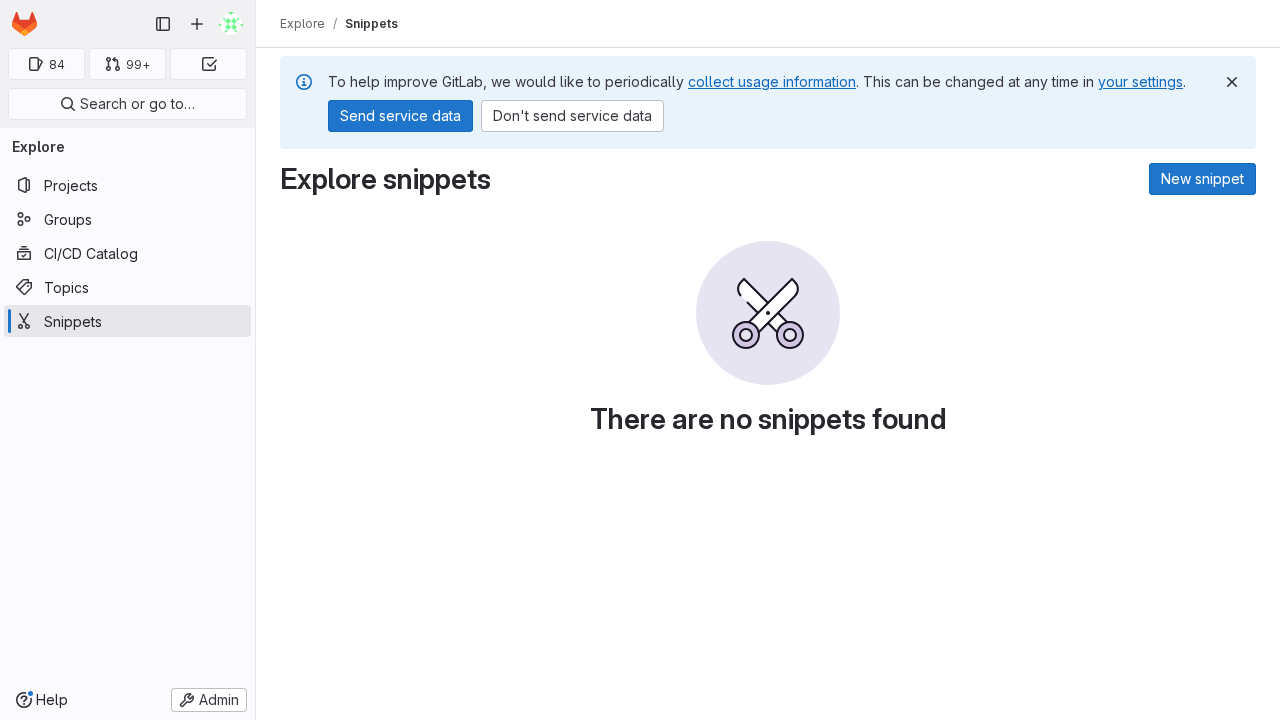 84
99+
Search or go to…
Explore
Projects
Groups
CI/CD Catalog
Topics
Snippets
Help
Admin
Explore / Snippets
To help improve GitLab, we would like to periodically collect usage information. This can be changed at any time in your settings.
Send service data
Don't send service data
Explore snippets
New snippet
There are no snippets found